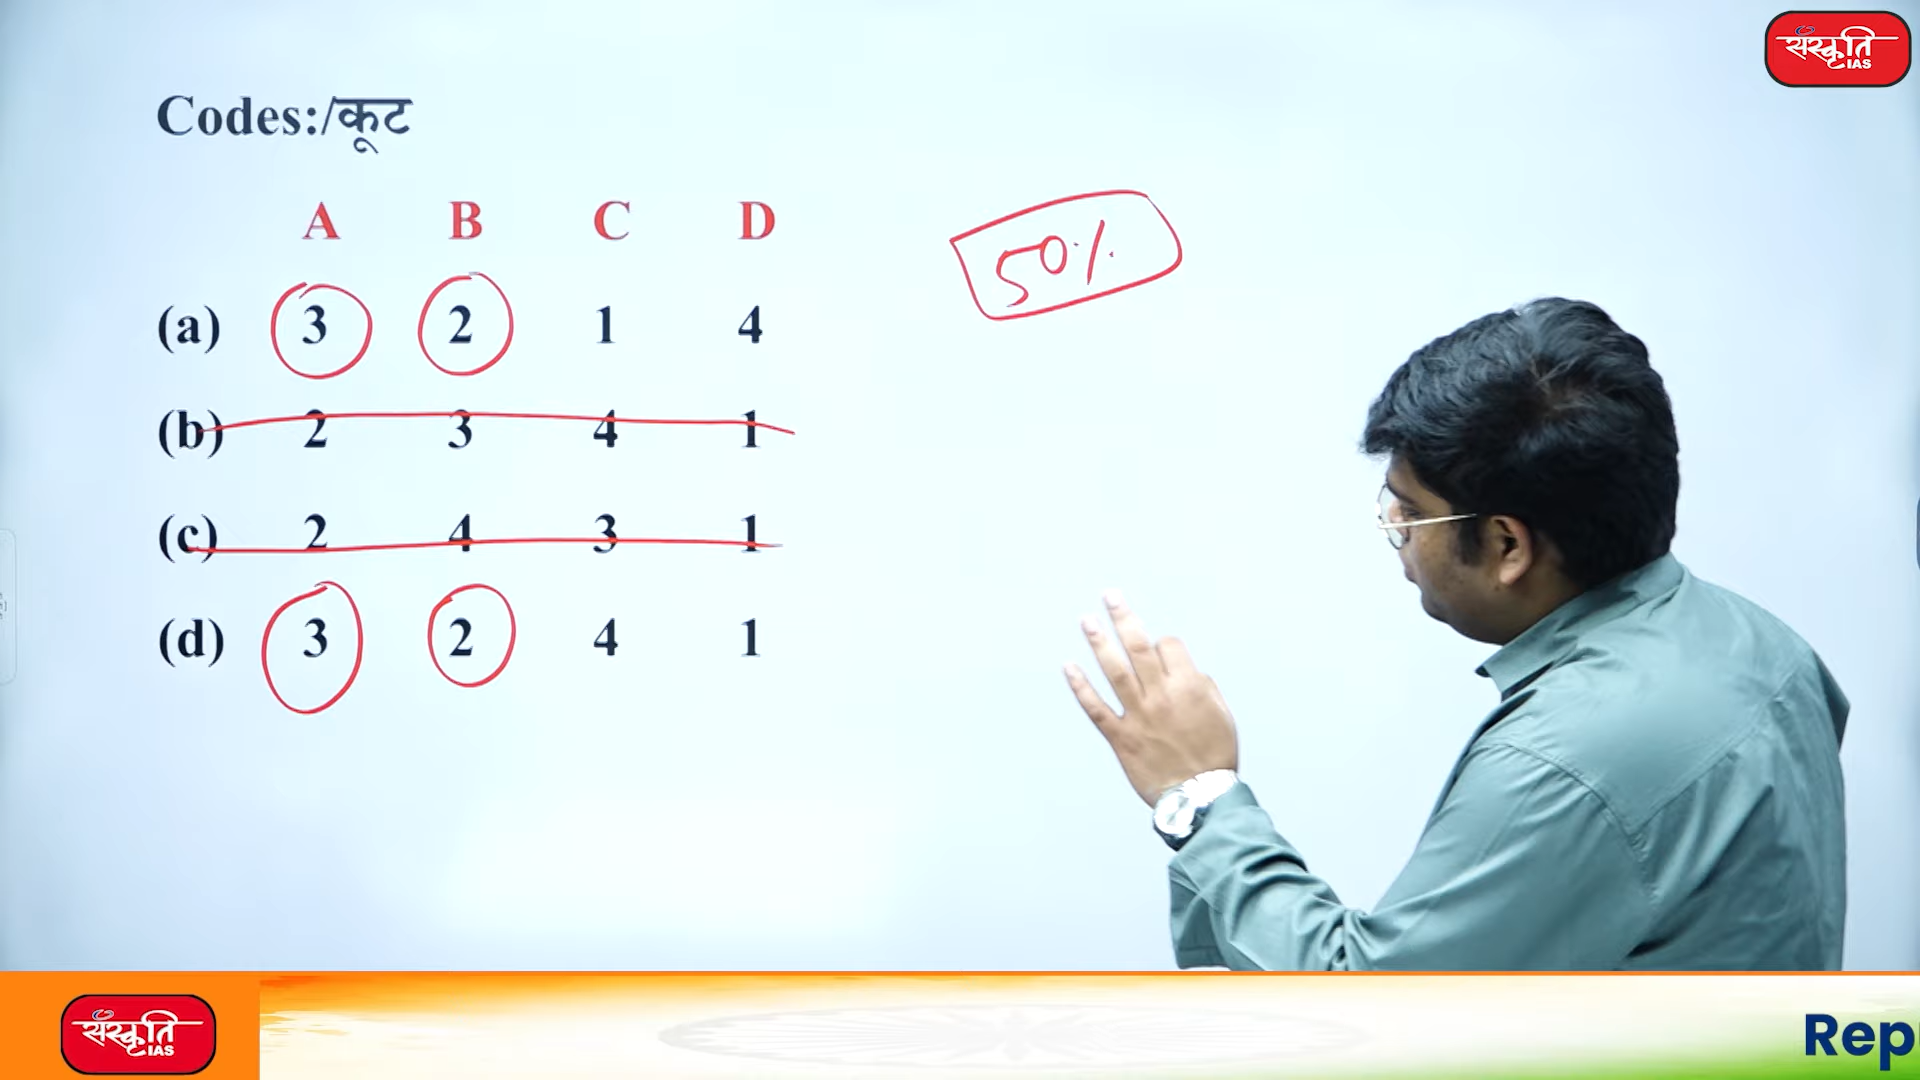 संस्कृति
IAS
Codes:/कूट
A B C D
50%
(a) 3 2 1 4
(b) 2 3 4 1
(c) 2 4 3 1
(d) 3 2 4 1
संस्कृति
IAS
Rep